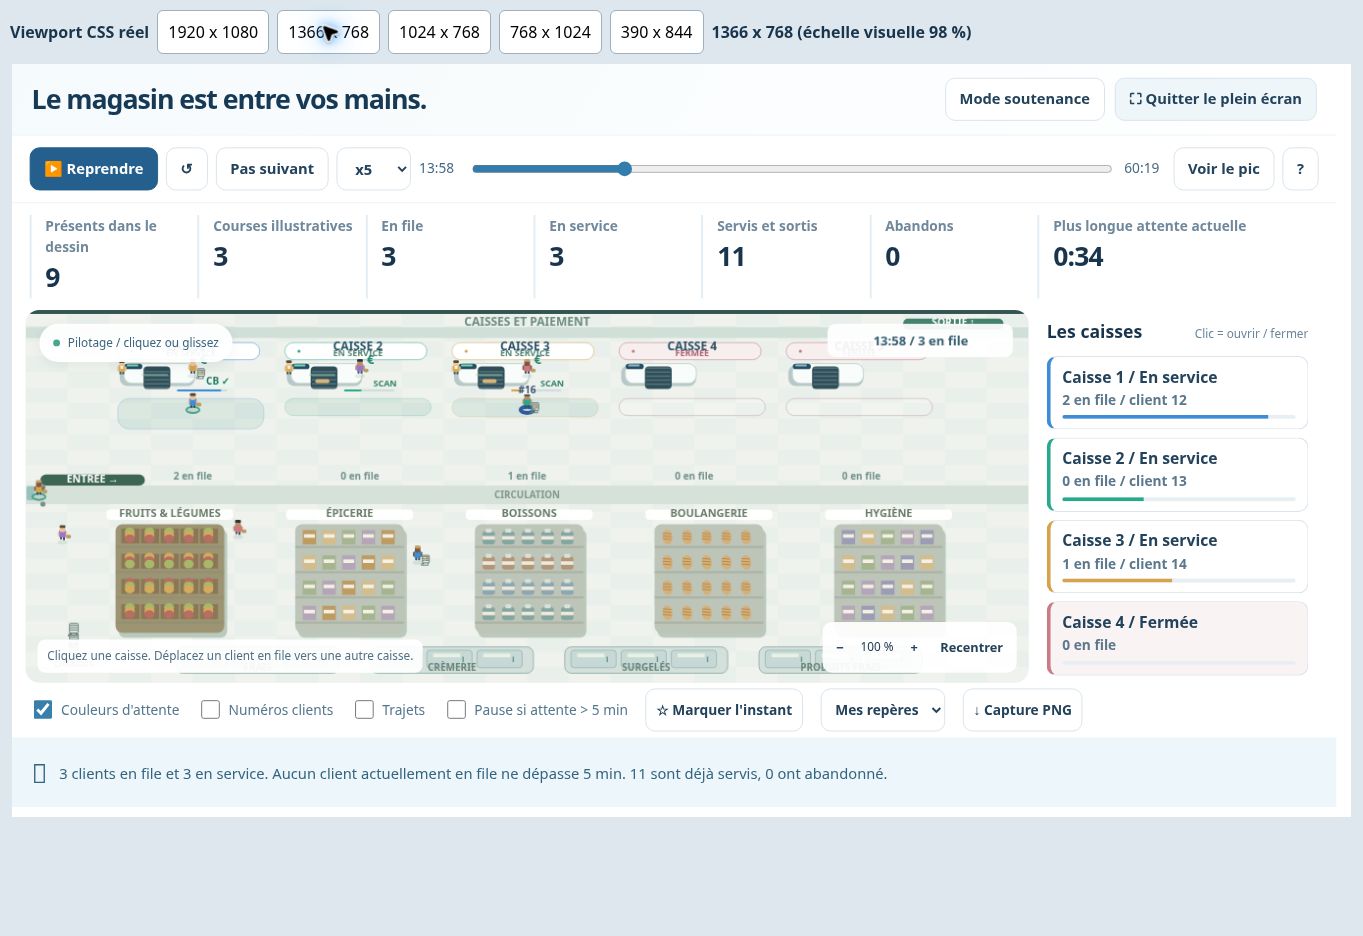 Viewport CSS réel 1920 x 1080 1366 x 768 1024 x 768 768 x 1024 390 x 844 1366 x 768 (échelle visuelle 98 %)
Le magasin est entre vos mains.
Mode soutenance
Quitter le plein écran
Reprendre
↺
Pas suivant
x5
13:58
60:19
Voir le pic
?
Présents dans le
dessin
9
Courses illustratives
3
En file
3
En service
3
Servis et sortis
11
Abandons
0
Plus longue attente actuelle
0:34
CAISSES ET PAIEMENT
SORTIE
Pilotage / cliquez ou glissez
13:58 / 3 en file
CAISSE 2
EN SERVICE
CAISSE 3
EN SERVICE
CAISSE 4
FERMÉE
€
CB ✓
€
SCAN
€
SCAN
#16
ENTRÉE →
2 en file
0 en file
1 en file
0 en file
0 en file
CIRCULATION
FRUITS & LÉGUMES
ÉPICERIE
BOISSONS
BOULANGERIE
HYGIÈNE
CRÈMERIE
SURGELÉS
Cliquez une caisse. Déplacez un client en file vers une autre caisse.
− 100 % + Recentrer
Les caisses
Clic = ouvrir / fermer
Caisse 1 / En service
2 en file / client 12
Caisse 2 / En service
0 en file / client 13
Caisse 3 / En service
1 en file / client 14
Caisse 4 / Fermée
0 en file
Couleurs d'attente
Numéros clients
Trajets
Pause si attente > 5 min
☆ Marquer l'instant
Mes repères
↓ Capture PNG
3 clients en file et 3 en service. Aucun client actuellement en file ne dépasse 5 min. 11 sont déjà servis, 0 ont abandonné.